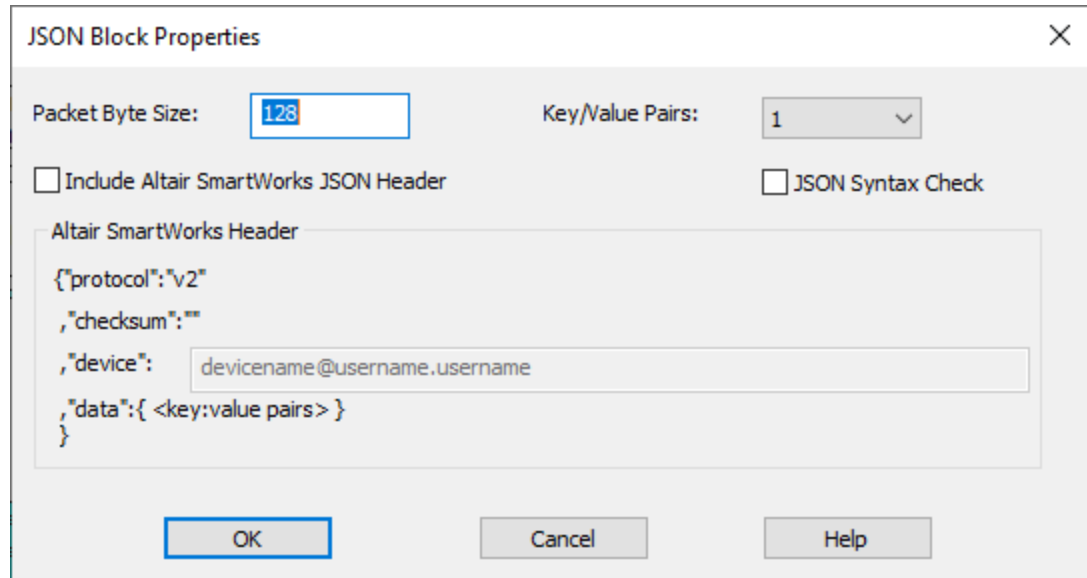 JSON Block Properties
Packet Byte Size: 128 Key/Value Pairs: 1
Include Altair SmartWorks JSON Header JSON Syntax Check
Altair SmartWorks Header
{"protocol":"v2"
,"checksum":""
,"device": devicename@username.username
,"data":{ <key:value pairs> }
}
OK Cancel Help